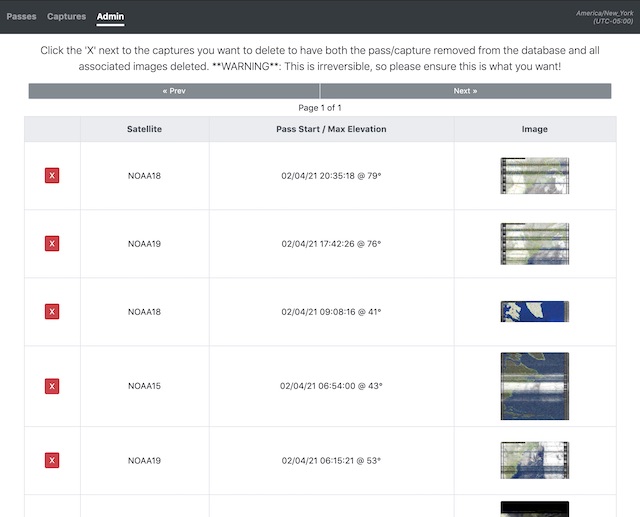 Passes Captures Admin
America/New_York
(UTC-05:00)
Click the 'X' next to the captures you want to delete to have both the pass/capture removed from the database and all
associated images deleted. **WARNING**: This is irreversible, so please ensure this is what you want!
« Prev Next »
Page 1 of 1
Satellite Pass Start / Max Elevation Image
X NOAA18 02/04/21 20:35:18 @ 79°
X NOAA19 02/04/21 17:42:26 @ 76°
X NOAA18 02/04/21 09:08:16 @ 41°
X NOAA15 02/04/21 06:54:00 @ 43°
X NOAA19 02/04/21 06:15:21 @ 53°